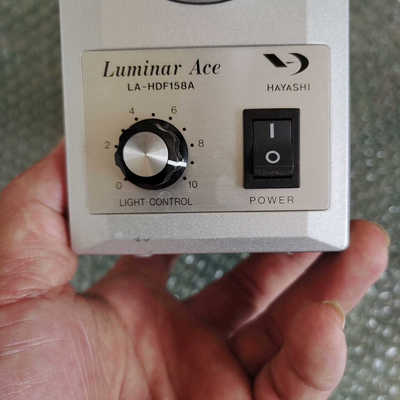 Luminar Ace
LA-HDF158A
HAYASHI
0 2 4 6 8 10
LIGHT CONTROL
I
O
POWER